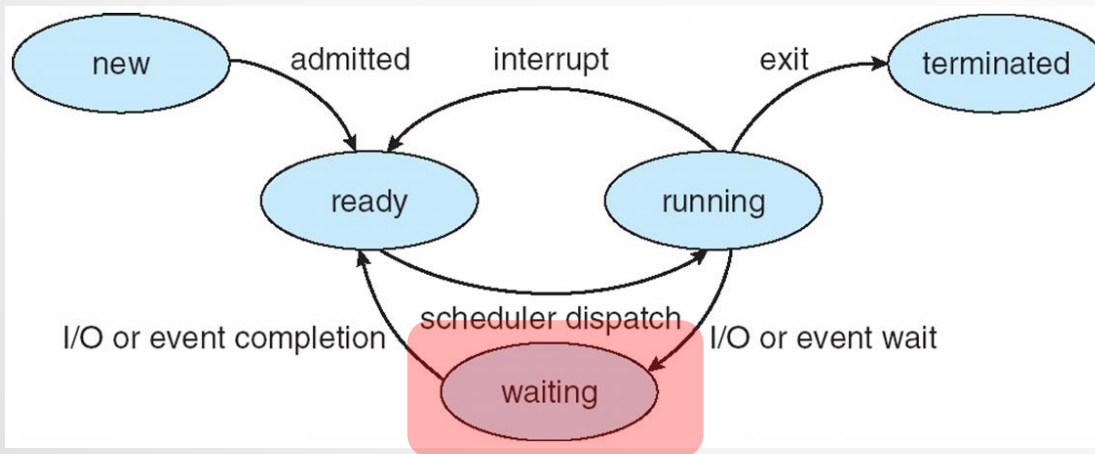 new
admitted
interrupt
exit
terminated
ready
running
scheduler dispatch
I/O or event completion
I/O or event wait
waiting